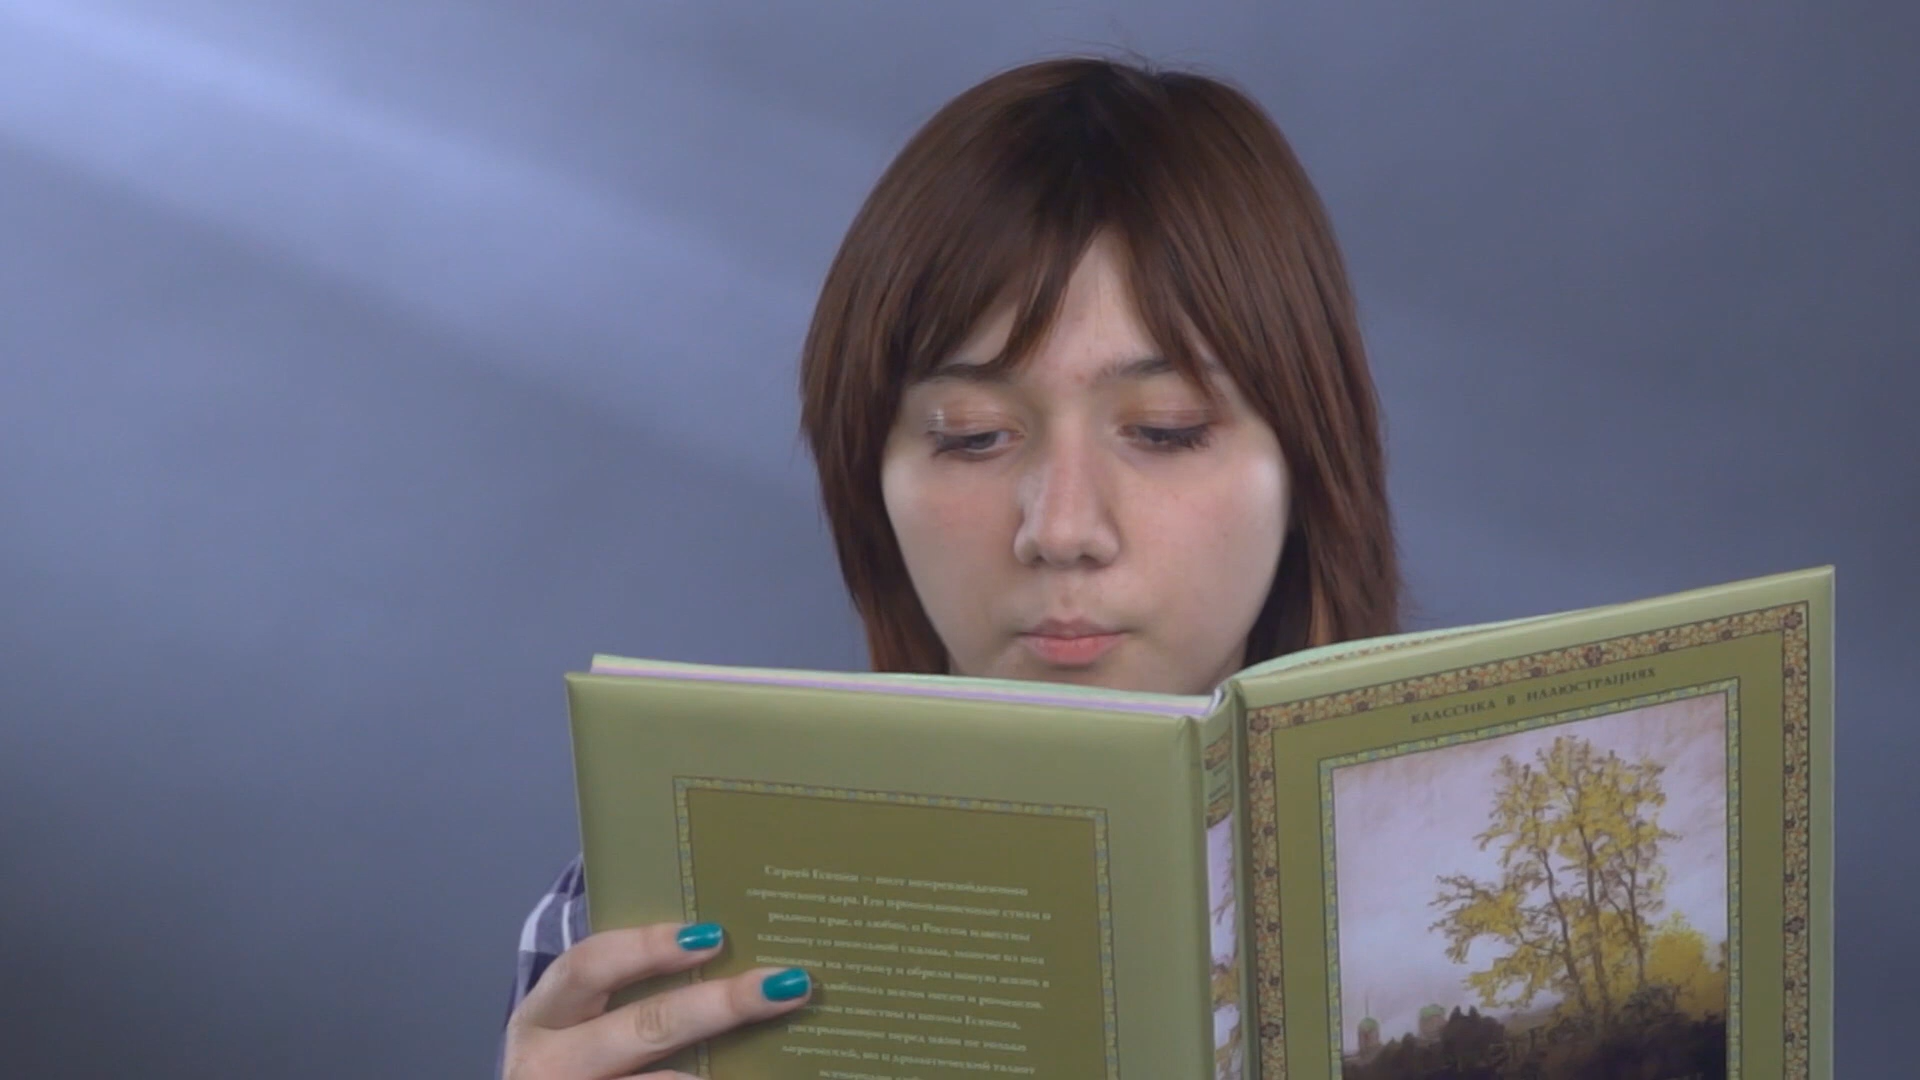 Сергей Есенин — поэт непревзойденного
лирического дара. Его проникновенные стихи о
родном крае, о любви, о России известны
каждому со школьной скамьи, многие из них
положены на музыку и обрели новую жизнь в
любимых всеми песен и романсов.
известны и поэмы Есенина,
раскрывающие перед нами не только
лирический, но и драматический талант
КЛАССИКА В ИЛЛЮСТРАЦИЯХ